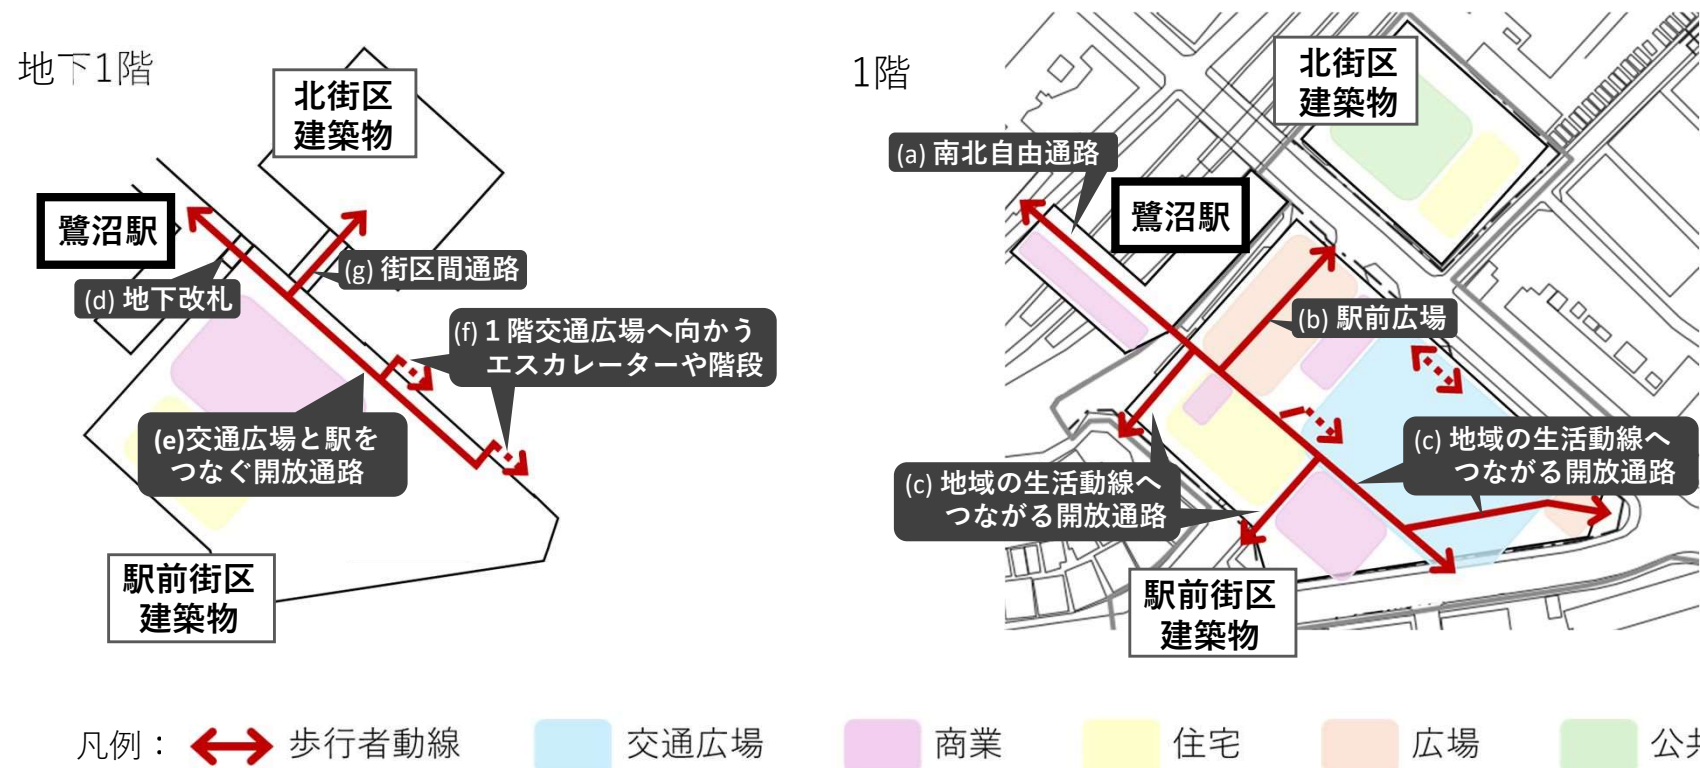 地下1階
北街区
建築物
鷺沼駅
(g) 街区間通路
(d) 地下改札
(f) １階交通広場へ向かう
エスカレーターや階段
(e)交通広場と駅を
つなぐ開放通路
駅前街区
建築物
1階
北街区
建築物
(a) 南北自由通路
鷺沼駅
(b) 駅前広場
(c) 地域の生活動線へ
つながる開放通路
(c) 地域の生活動線へ
つながる開放通路
駅前街区
建築物
凡例： 歩行者動線 交通広場 商業 住宅 広場 公